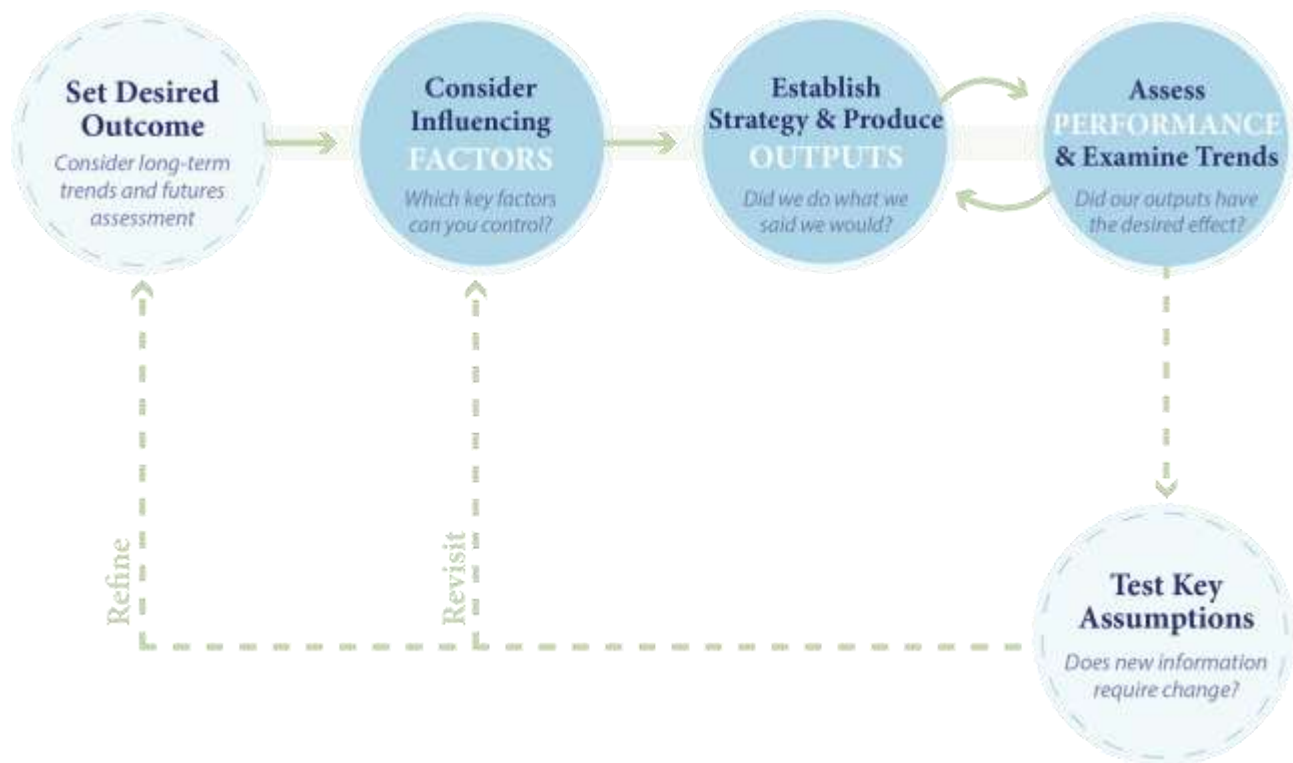 Set Desired
Outcome
Consider long-term
trends and futures
assessment
Consider
Influencing
FACTORS
Which key factors
can you control?
Establish
Strategy & Produce
OUTPUTS
Did we do what we
said we would?
Assess
PERFORMANCE
& Examine Trends
Did our outputs have
the desired effect?
Refine
Revisit
Test Key
Assumptions
Does new information
require change?